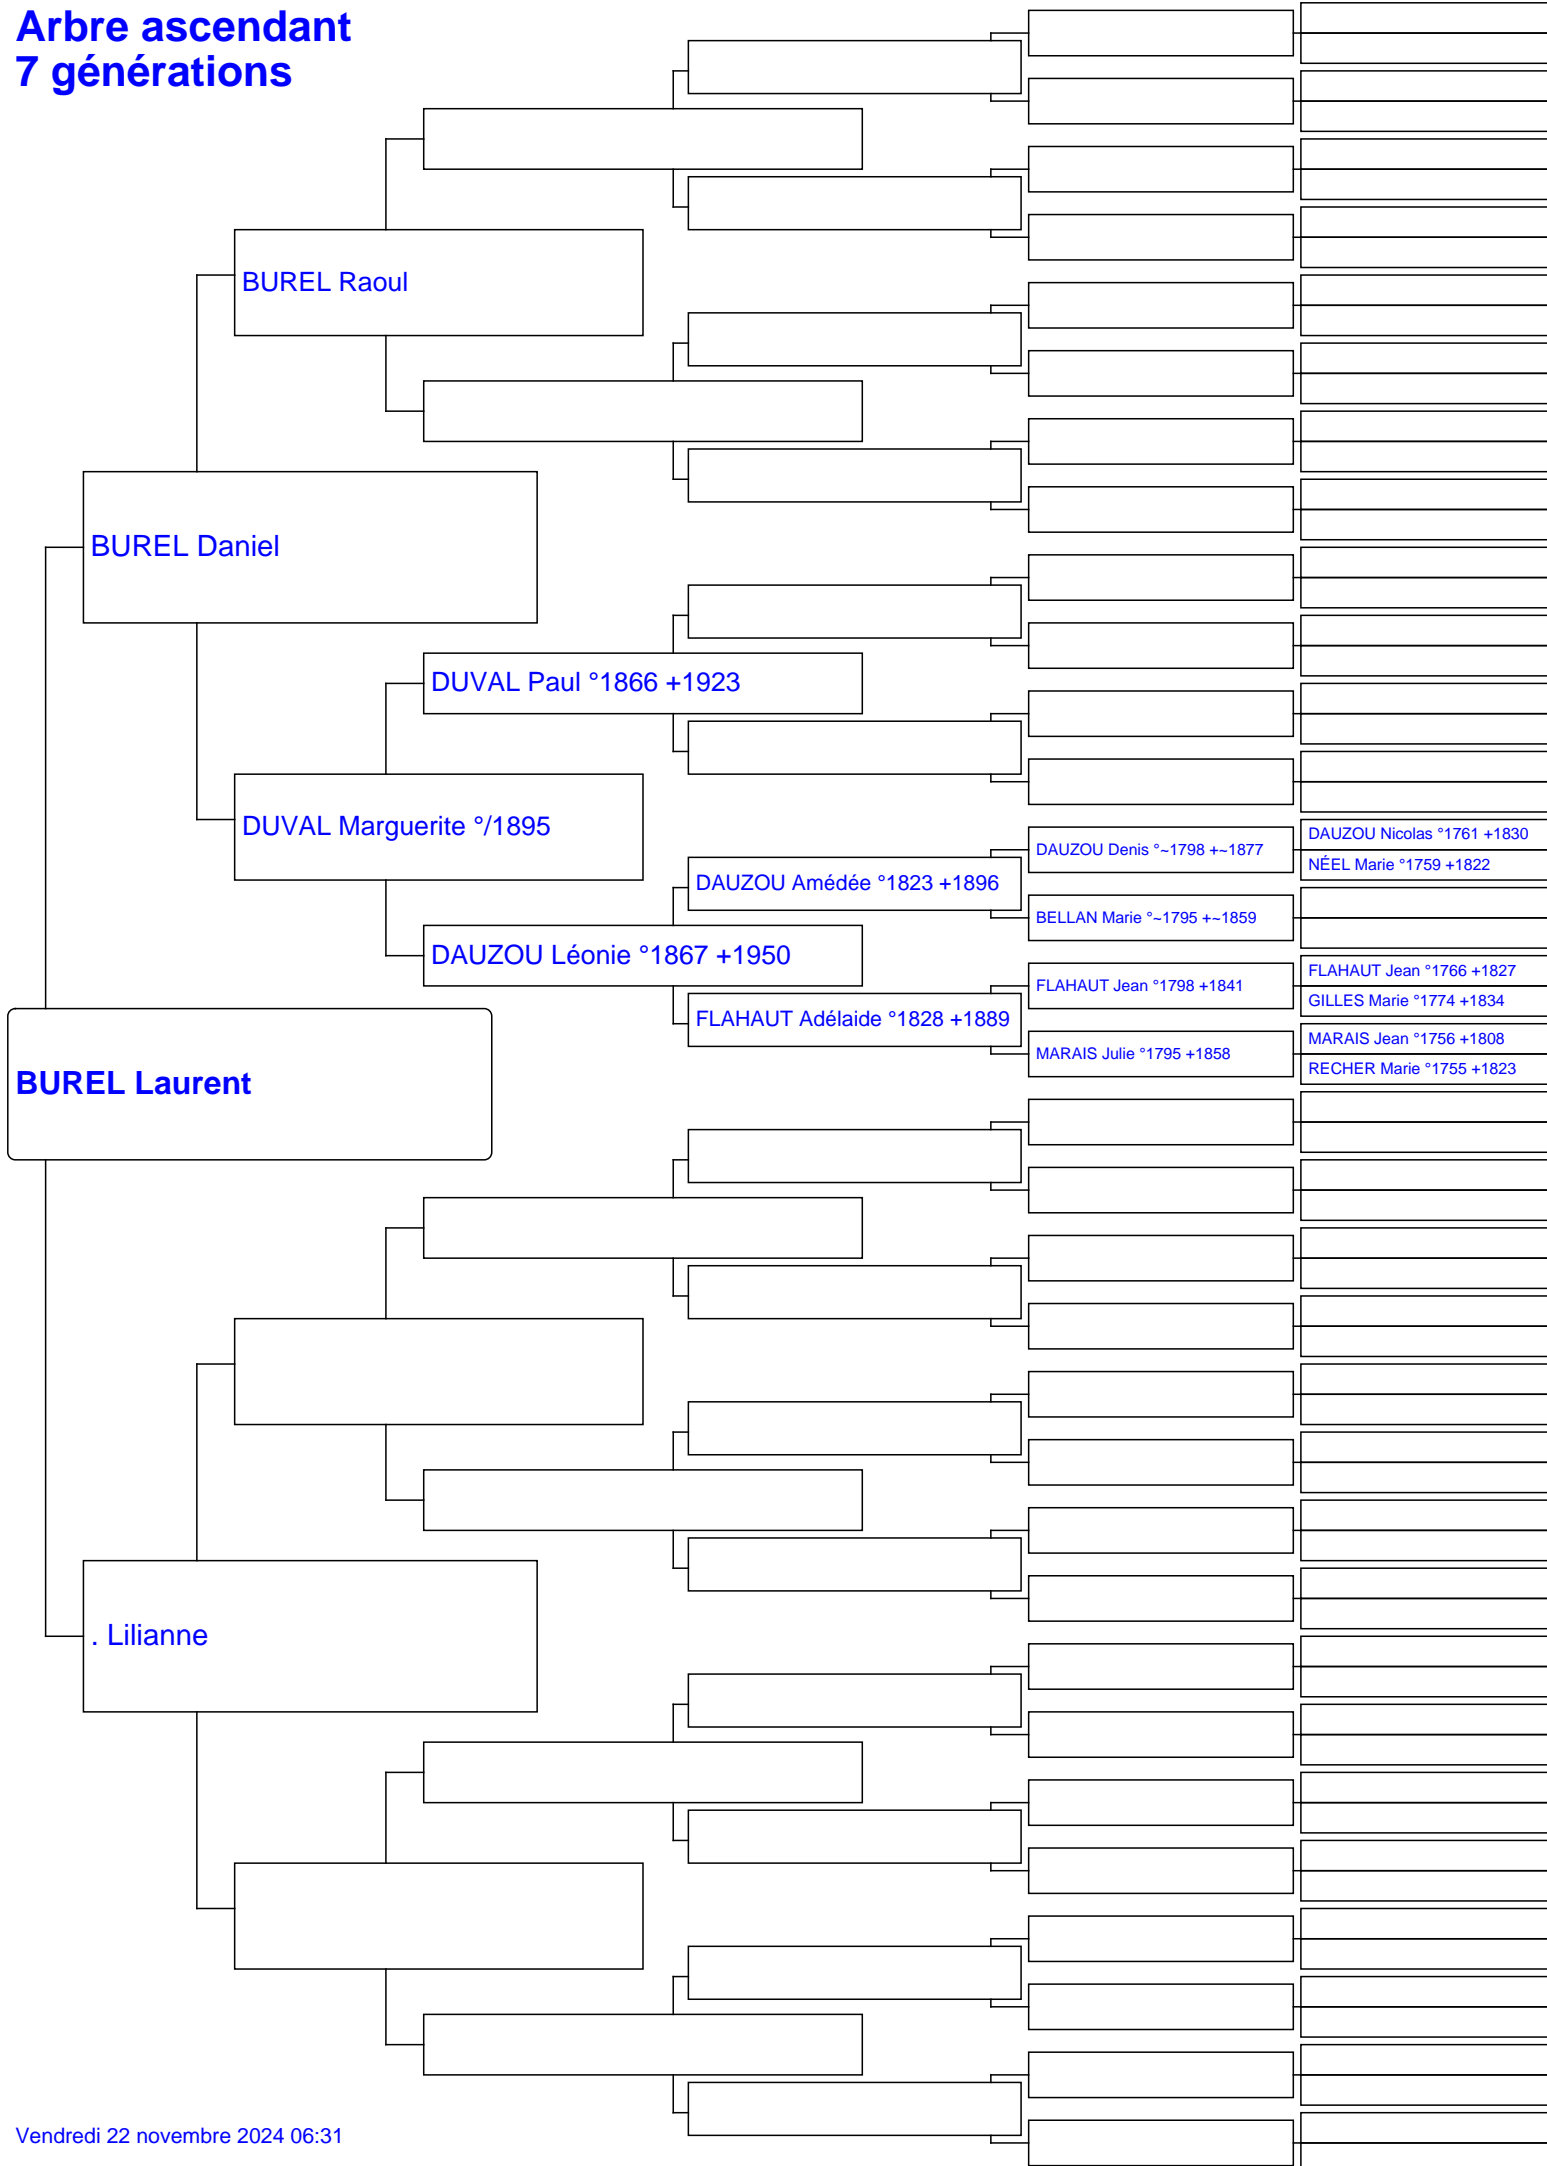 Arbre ascendant
7 générations
BUREL Raoul
BUREL Daniel
DUVAL Paul °1866 +1923
DUVAL Marguerite °/1895
DAUZOU Nicolas °1761 +1830
DAUZOU Denis °~1798 +~1877
NÉEL Marie °1759 +1822
DAUZOU Amédée °1823 +1896
BELLAN Marie °~1795 +~1859
DAUZOU Léonie °1867 +1950
FLAHAUT Jean °1766 +1827
FLAHAUT Jean °1798 +1841
GILLES Marie °1774 +1834
FLAHAUT Adélaide °1828 +1889
MARAIS Jean °1756 +1808
MARAIS Julie °1795 +1858
RECHER Marie °1755 +1823
BUREL Laurent
. Lilianne
Vendredi 22 novembre 2024 06:31